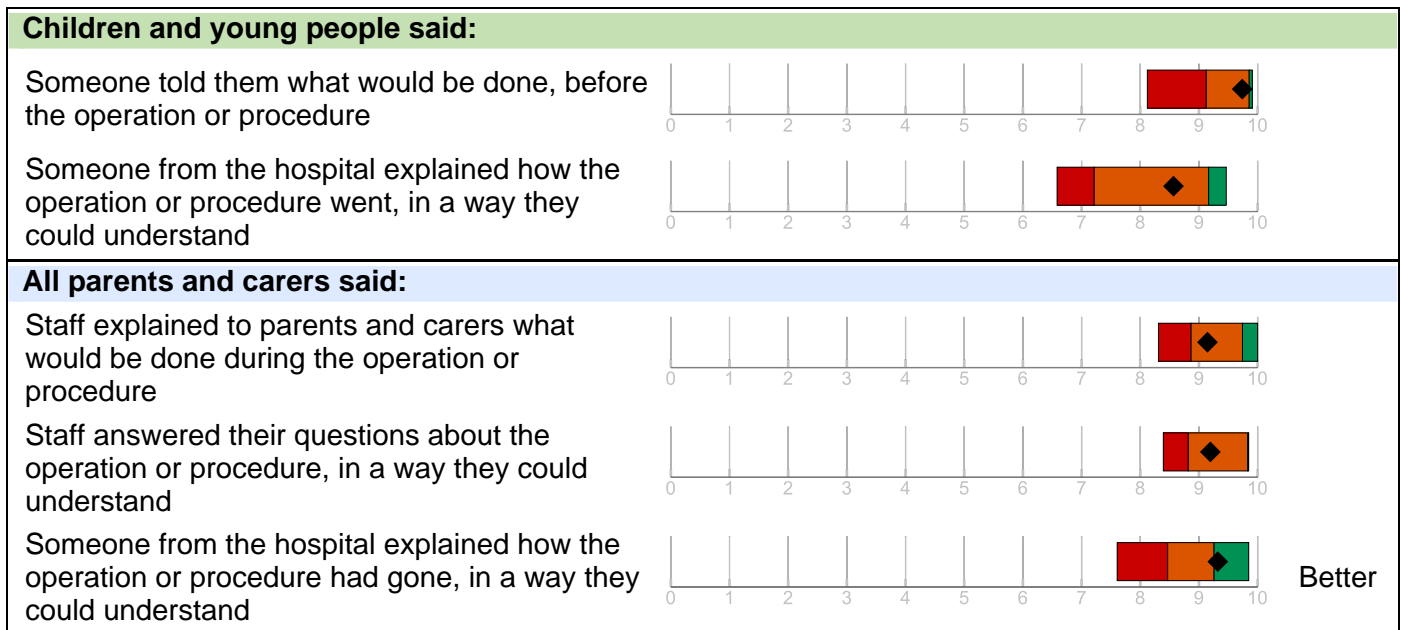 Children and young people said:
Someone told them what would be done, before
the operation or procedure
0 1 2 3 4 5 6 7 8 9 10
Someone from the hospital explained how the
operation or procedure went, in a way they
could understand
0 1 2 3 4 5 6 7 8 9 10
All parents and carers said:
Staff explained to parents and carers what
would be done during the operation or
procedure
0 1 2 3 4 5 6 7 8 9 10
Staff answered their questions about the
operation or procedure, in a way they could
understand
0 1 2 3 4 5 6 7 8 9 10
Someone from the hospital explained how the
operation or procedure had gone, in a way they
could understand
0 1 2 3 4 5 6 7 8 9 10
Better